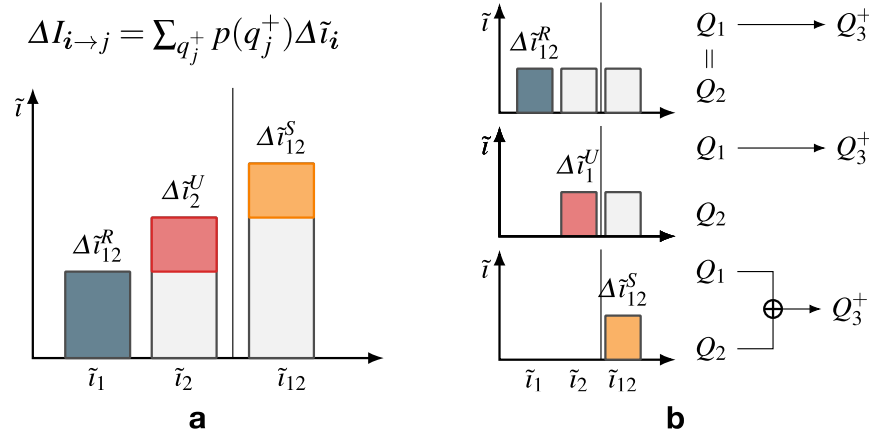 ΔI_{i→j} = ∑_{q_j^+} p(q_j^+)Δĩ_i
ĩ
Δĩ_{12}^S
Δĩ_2^U
Δĩ_{12}^R
ĩ_1 ĩ_2 ĩ_{12}
a
ĩ
Δĩ_{12}^R
Q_1 Q_3^+
=
Q_2
ĩ
Δĩ_1^U
Q_1 Q_3^+
Q_2
ĩ
Δĩ_{12}^S
Q_1
⊕ Q_3^+
Q_2
ĩ_1 ĩ_2 ĩ_{12}
b